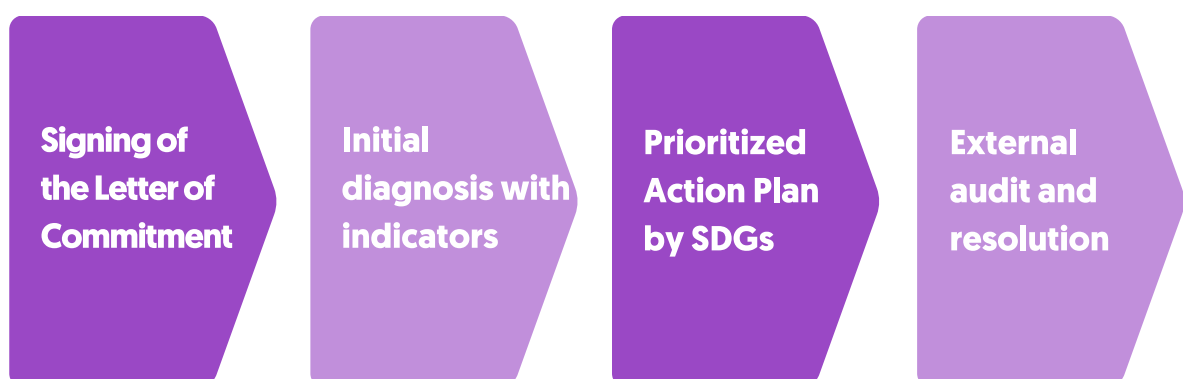 Signing of
the Letter of
Commitment
Initial
diagnosis with
indicators
Prioritized
Action Plan
by SDGs
External
audit and
resolution